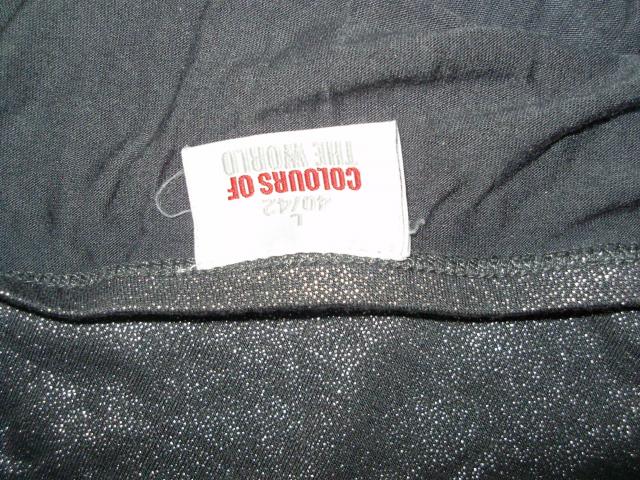 COLOURS OF
THE WORLD
L
40/42